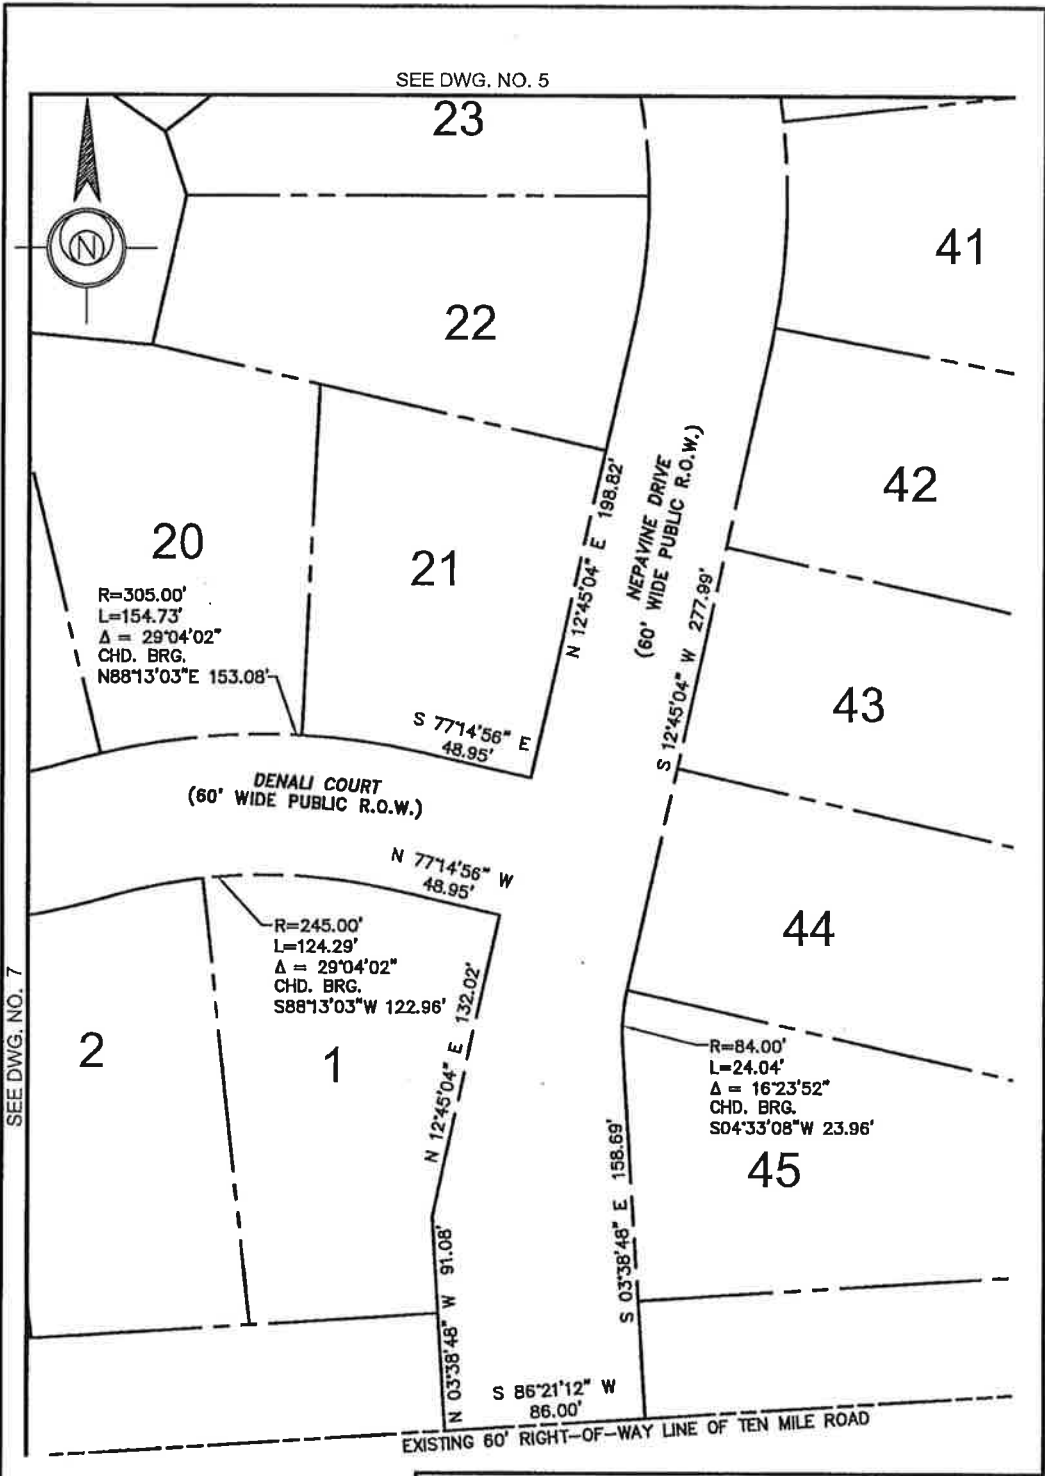 SEE DWG. NO. 5
23
N
41
22
NEPAVINE DRIVE
(60' WIDE PUBLIC R.O.W.)
N 12°45'04" E 198.82'
42
20
21
R=305.00'
L=154.73'
Δ = 29°04'02"
CHD. BRG.
N88°13'03"E 153.08'
S 12°45'04" W 277.99'
43
S 77°14'56" E
48.95'
DENALI COURT
(60' WIDE PUBLIC R.O.W.)
N 77°14'56" W
48.95'
44
R=245.00'
L=124.29'
Δ = 29°04'02"
CHD. BRG.
S88°13'03"W 122.96'
SEE DWG. NO. 7
2
1
N 12°45'04" E 132.02'
R=84.00'
L=24.04'
Δ = 16°23'52"
CHD. BRG.
S04°33'08"W 23.96'
45
S 03°38'48" E 158.69'
N 03°38'48" W 91.08'
S 86°21'12" W
86.00'
EXISTING 60' RIGHT-OF-WAY LINE OF TEN MILE ROAD